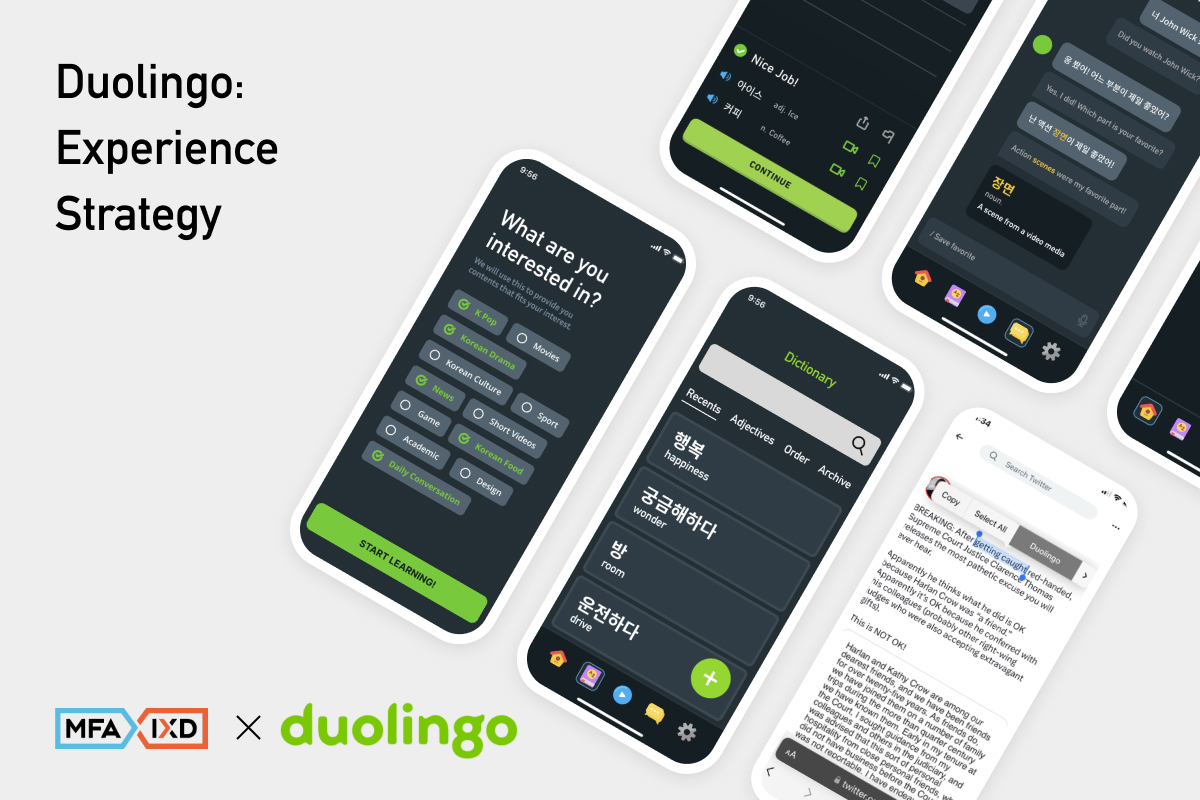 Duolingo:
Experience
Strategy
MFA IXD
duolingo
9:56
What are you
interested in?
We will use this to provide you
contents that fits your interest.
K Pop
Movies
Korean Drama
Korean Culture
Sport
News
Short Videos
Game
Korean Food
Academic
Design
Daily Conversation
START LEARNING!
9:56
Dictionary
Recents
Adjectives
Order
Archive
행복
happiness
궁금해하다
wonder
방
room
운전하다
drive
+
Nice Job!
아이스
adj. Ice
커피
n. Coffee
CONTINUE
너 John Wick
Did you watch John Wick?
응 봤어! 어느 부분이 제일 좋았어?
Yes, I did! Which part is your favorite?
난 액션 장면이 제일 좋았어!
Action scenes were my favorite part!
장면
noun.
A scene from a video media
/ Save favorite
:34
Search Twitter
Copy
Select All
Duolingo
BREAKING: After getting caught red-handed,
Supreme Court Justice Clarence Thomas
releases the most pathetic excuse you will
ever hear.
Apparently he thinks what he did is OK
because Harlan Crow was "a friend."
Apparently it's OK because he conferred with
his colleagues (probably other right-wing
judges who were also accepting extravagant
gifts).
This is NOT OK!
Harlan and Kathy Crow are among our
dearest friends, and we have been friends
for over twenty-five years. As friends do,
we have joined them on a number of family
trips during the more than quarter century
we have known them. Early in my tenure at
the Court, I sought guidance from my
colleagues and others in the judiciary, and
was advised that this sort of personal
hospitality from close personal friends, wh
did not have business before the Cou
was not reportable. I have endea
AA
twitter.c